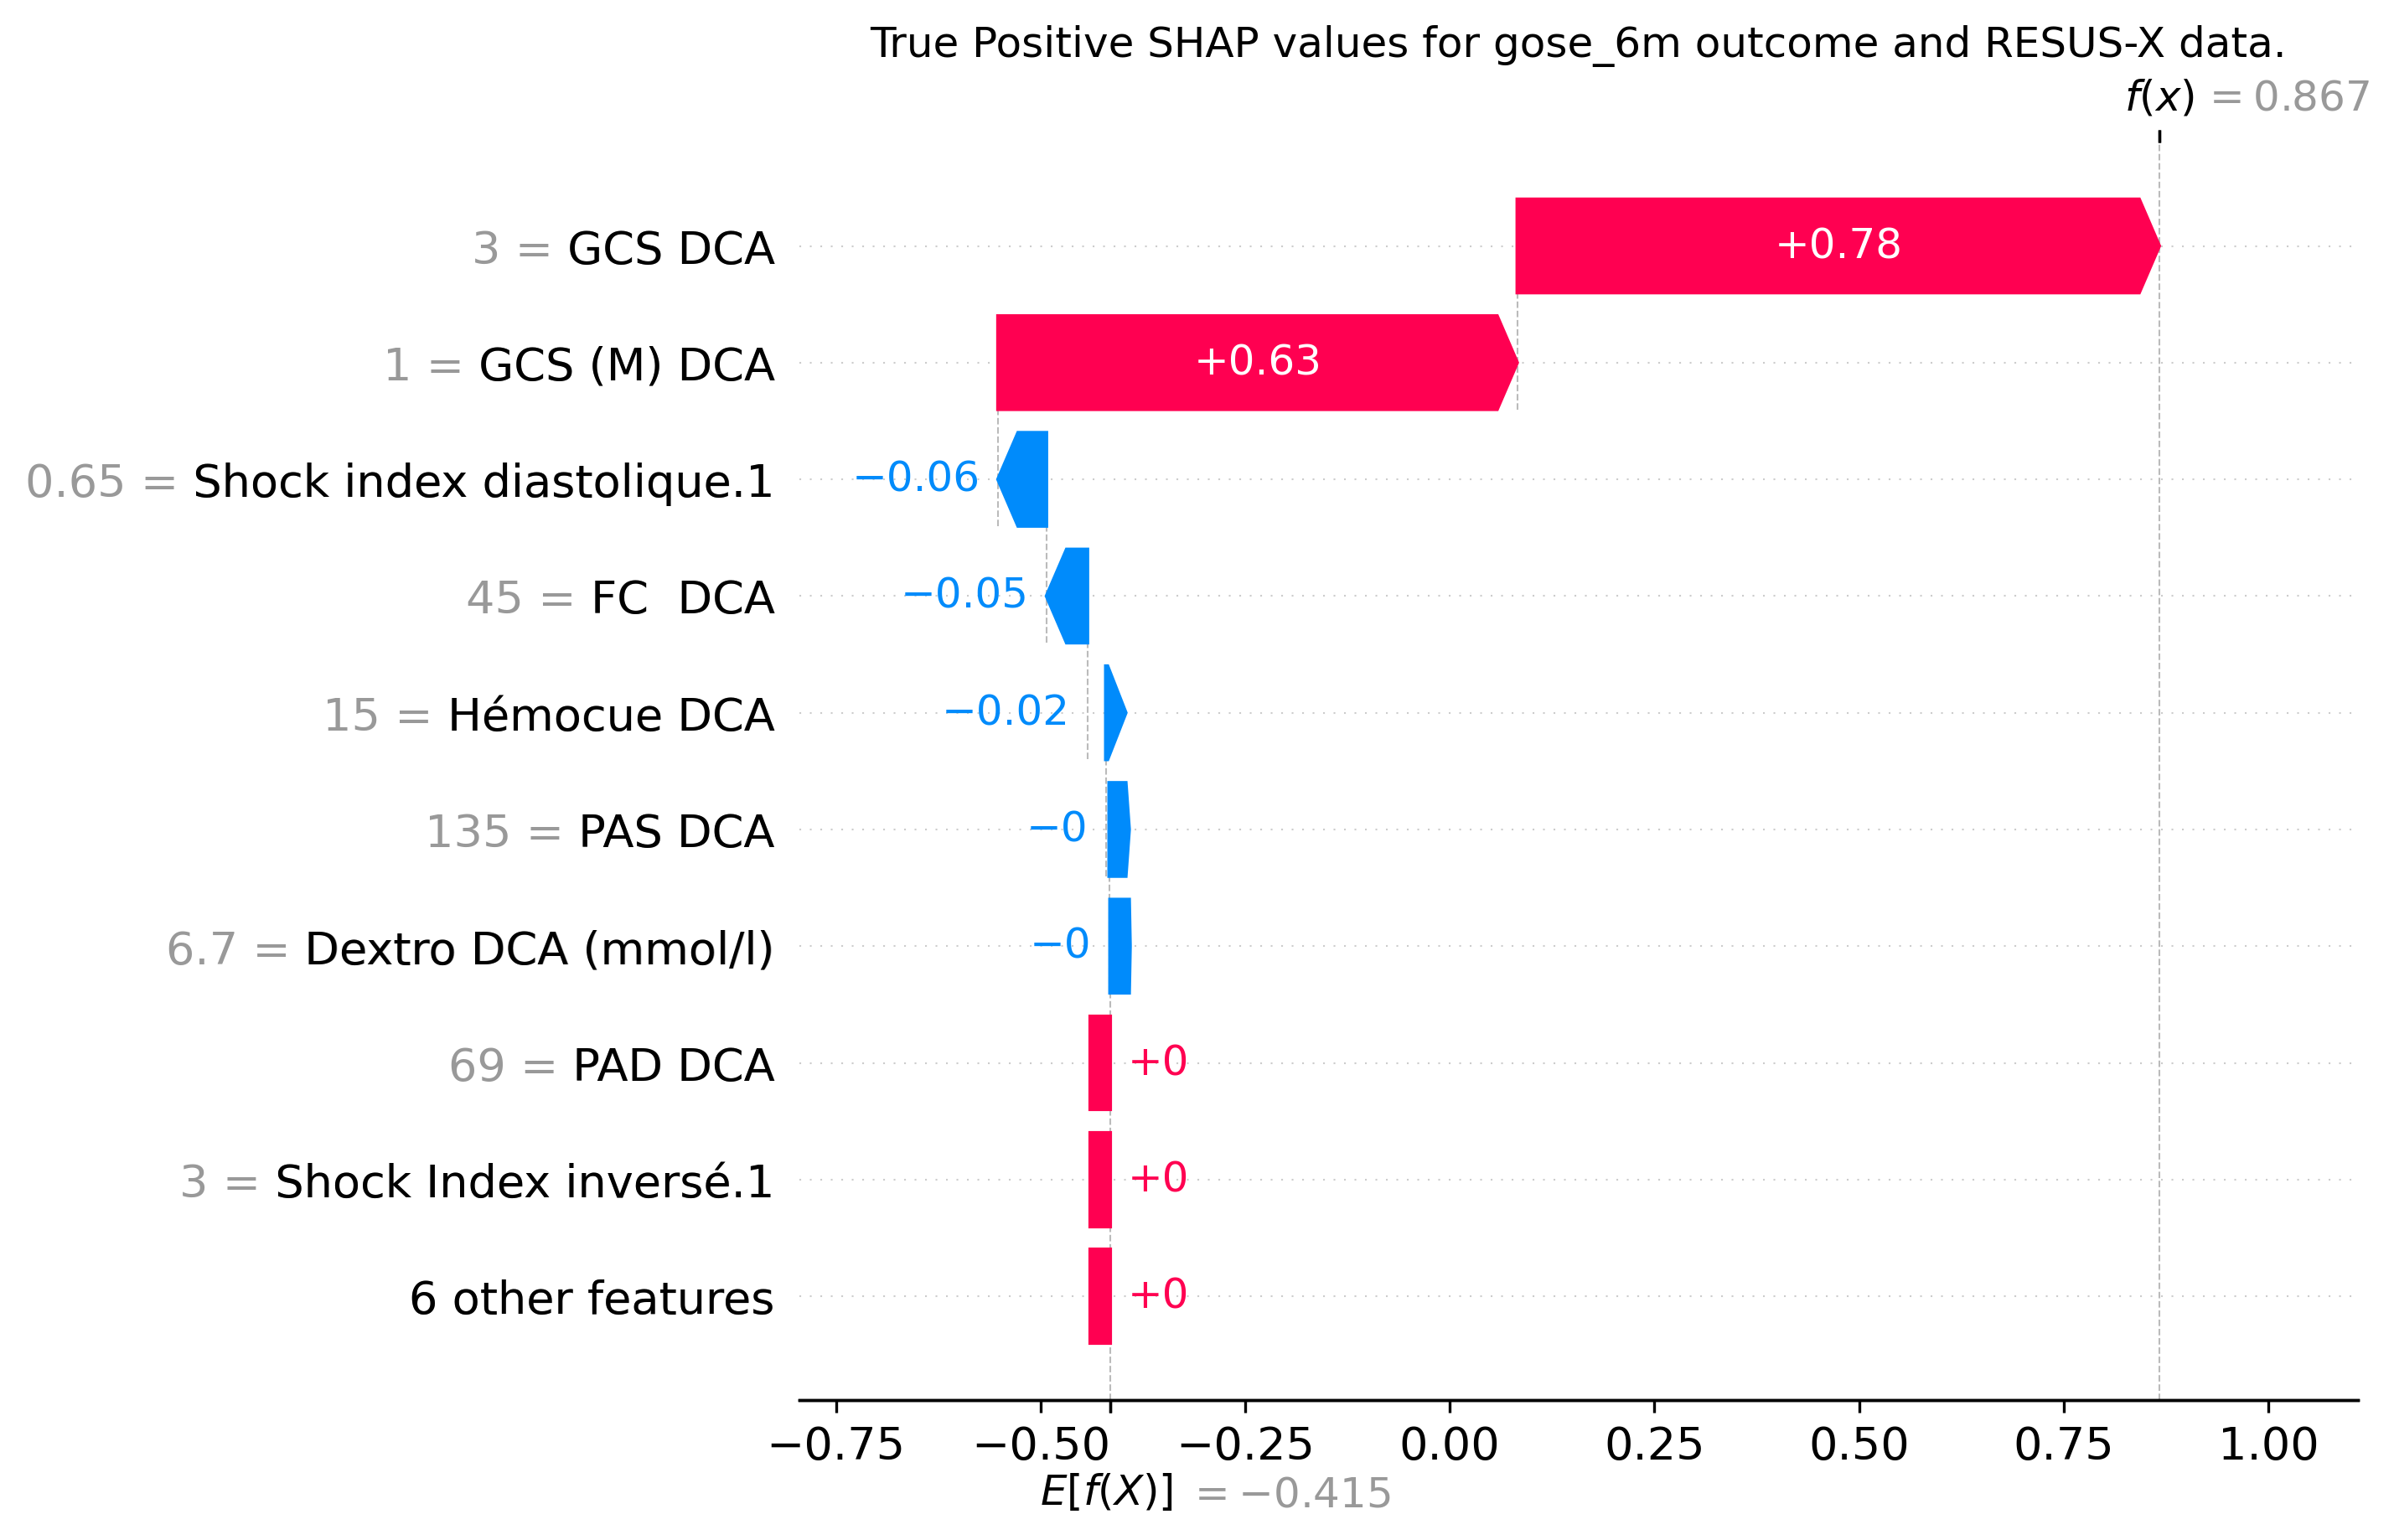 True Positive SHAP values for gose_6m outcome and RESUS-X data.
f(x) = 0.867
3 = GCS DCA
+0.78
1 = GCS (M) DCA
+0.63
0.65 = Shock index diastolique.1
−0.06
45 = FC  DCA
−0.05
15 = Hémocue DCA
−0.02
135 = PAS DCA
−0
6.7 = Dextro DCA (mmol/l)
−0
69 = PAD DCA
+0
3 = Shock Index inversé.1
+0
6 other features
+0
−0.75 −0.50 −0.25 0.00 0.25 0.50 0.75 1.00
E[f(X)] = −0.415